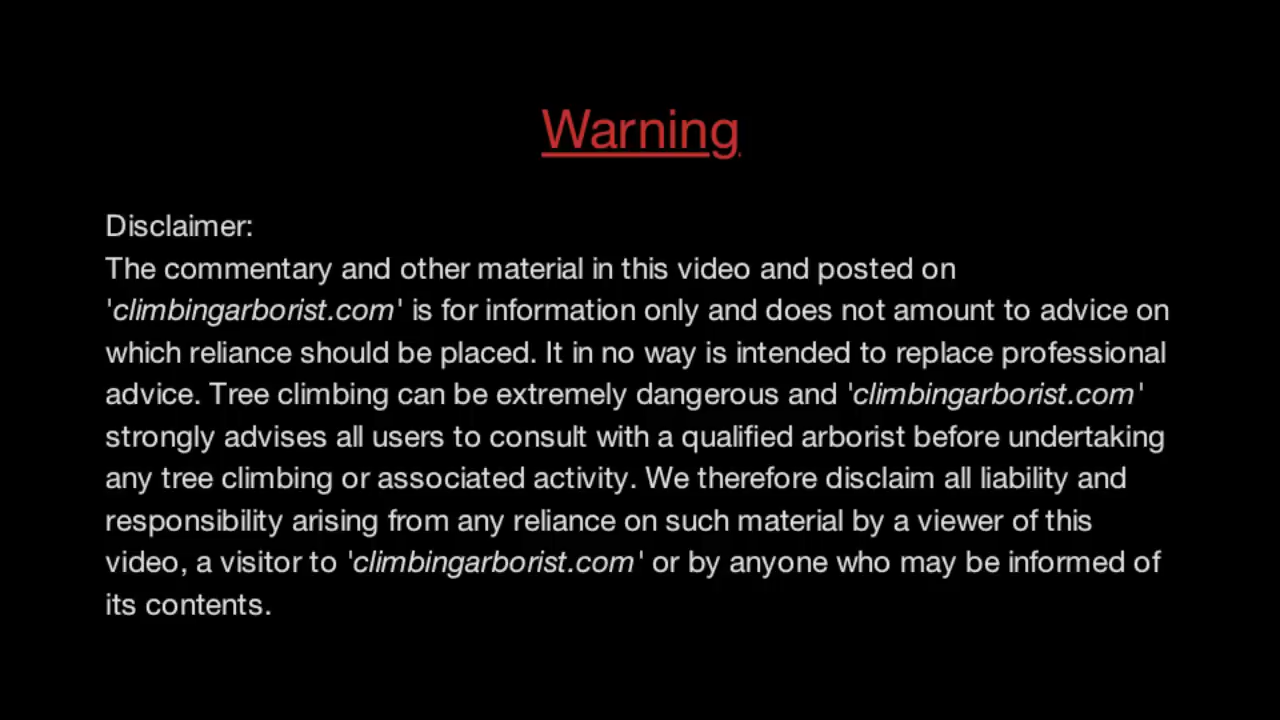 Warning
Disclaimer:
The commentary and other material in this video and posted on
'climbingarborist.com' is for information only and does not amount to advice on
which reliance should be placed. It in no way is intended to replace professional
advice. Tree climbing can be extremely dangerous and 'climbingarborist.com'
strongly advises all users to consult with a qualified arborist before undertaking
any tree climbing or associated activity. We therefore disclaim all liability and
responsibility arising from any reliance on such material by a viewer of this
video, a visitor to 'climbingarborist.com' or by anyone who may be informed of
its contents.